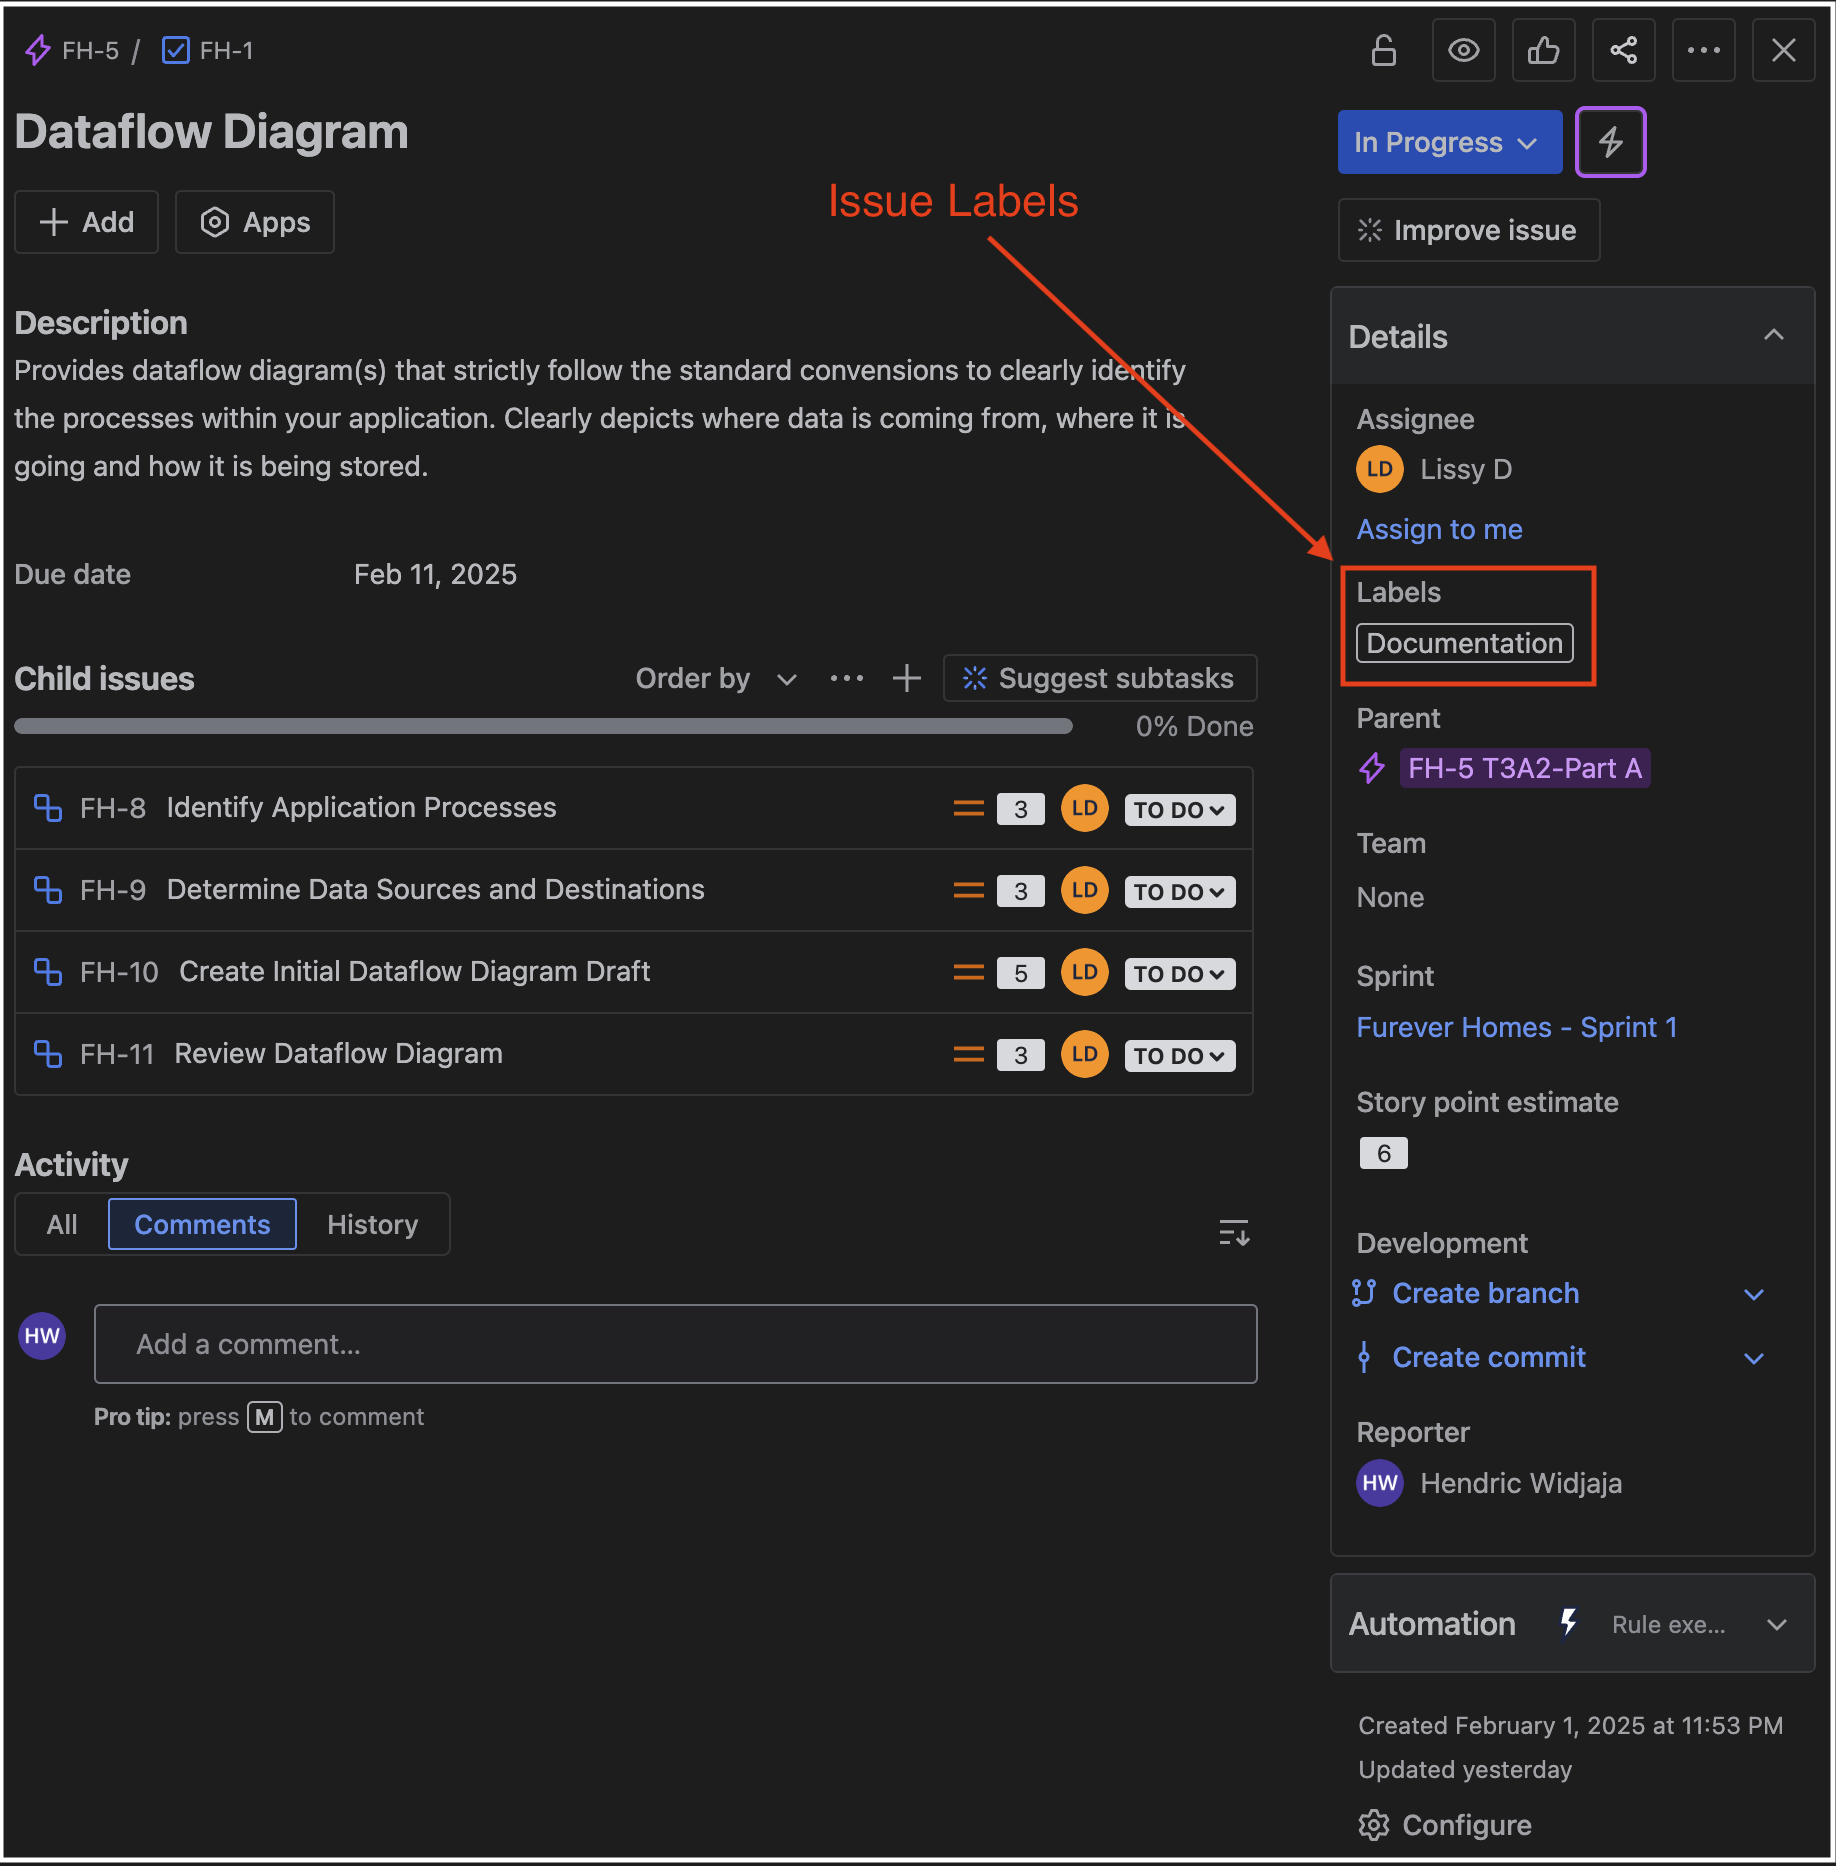 FH-5 / FH-1
Dataflow Diagram
Add Apps
Issue Labels
In Progress
Improve issue
Description
Provides dataflow diagram(s) that strictly follow the standard convensions to clearly identify
the processes within your application. Clearly depicts where data is coming from, where it is
going and how it is being stored.
Due date Feb 11, 2025
Child issues Order by Suggest subtasks
0% Done
FH-8 Identify Application Processes 3 LD TO DO
FH-9 Determine Data Sources and Destinations 3 LD TO DO
FH-10 Create Initial Dataflow Diagram Draft 5 LD TO DO
FH-11 Review Dataflow Diagram 3 LD TO DO
Activity
All Comments History
HW Add a comment...
Pro tip: press M to comment
Details
Assignee
LD Lissy D
Assign to me
Labels
Documentation
Parent
FH-5 T3A2-Part A
Team
None
Sprint
Furever Homes - Sprint 1
Story point estimate
6
Development
Create branch
Create commit
Reporter
HW Hendric Widjaja
Automation Rule exe...
Created February 1, 2025 at 11:53 PM
Updated yesterday
Configure